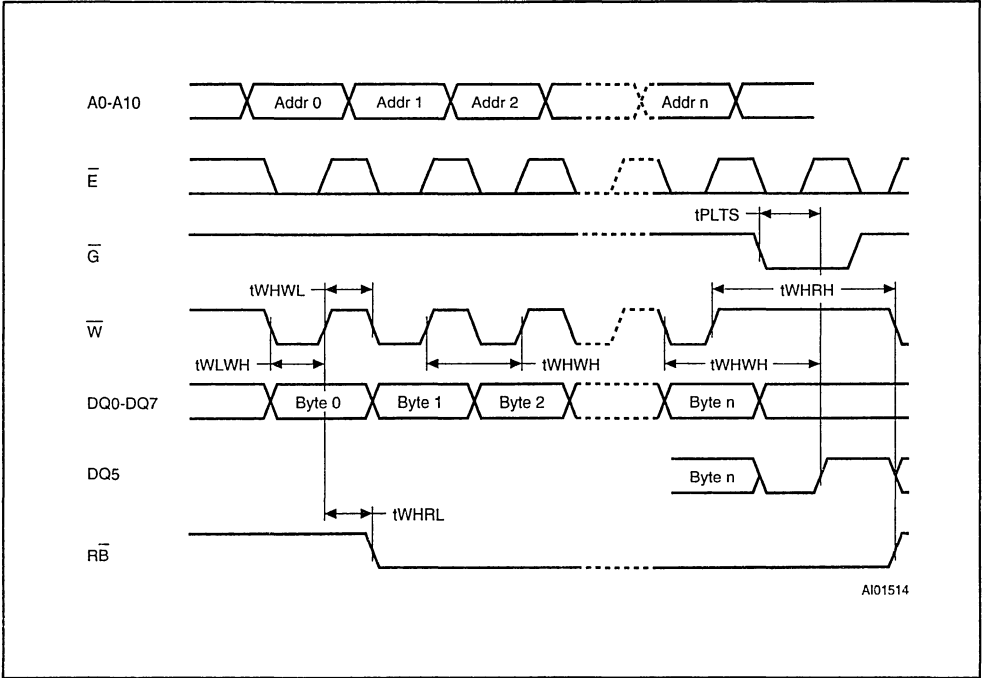 A0-A10 Addr 0 Addr 1 Addr 2 Addr n
E̅
tPLTS
G̅
tWHWL tWHRH
W̅
tWLWH tWHWH tWHWH
DQ0-DQ7 Byte 0 Byte 1 Byte 2 Byte n
DQ5 Byte n
tWHRL
RB̅
AI01514